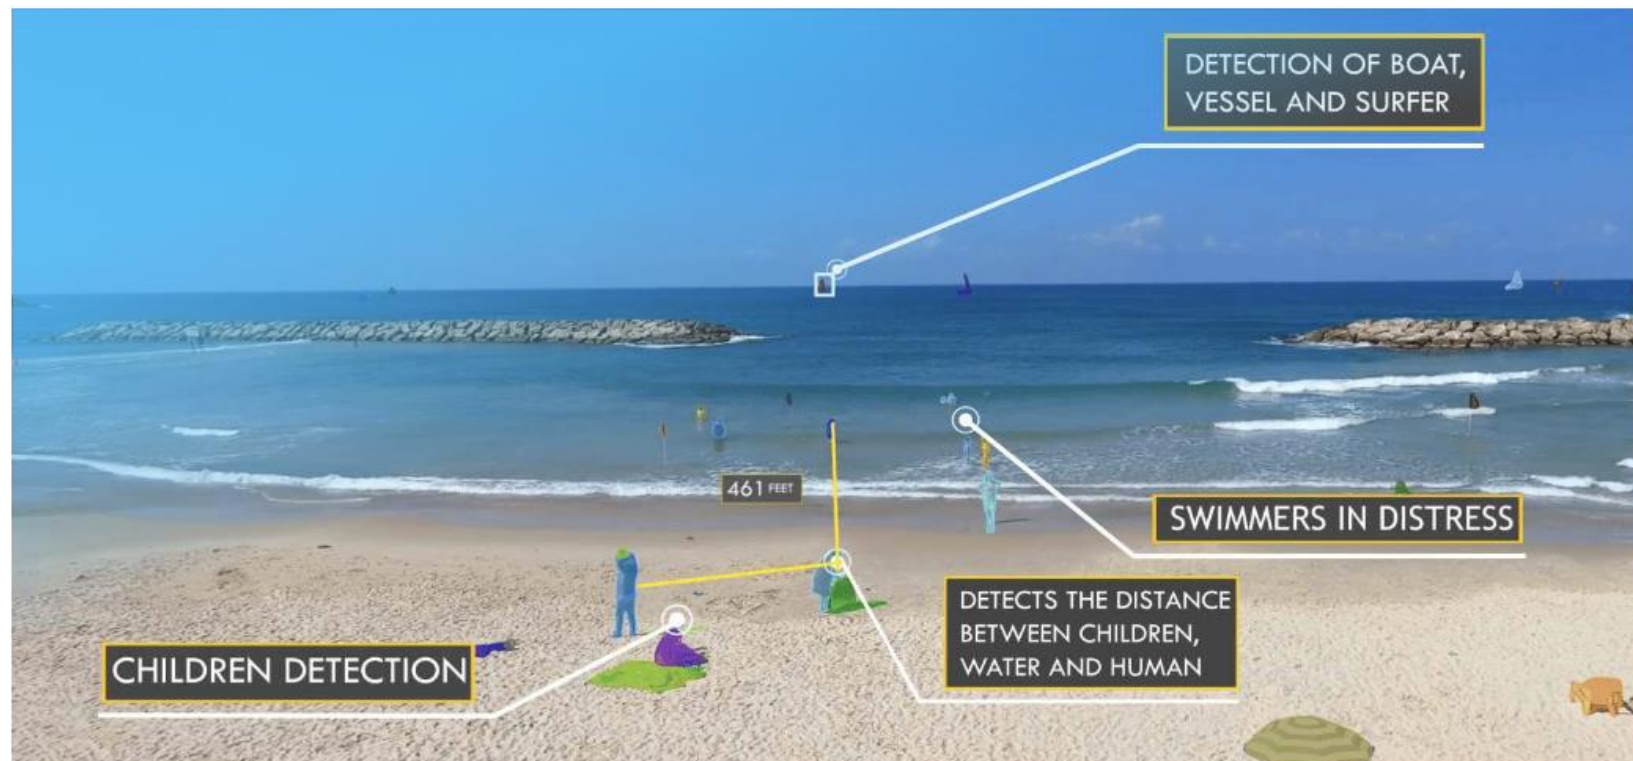 DETECTION OF BOAT,
VESSEL AND SURFER
461 FEET
SWIMMERS IN DISTRESS
DETECTS THE DISTANCE
BETWEEN CHILDREN,
WATER AND HUMAN
CHILDREN DETECTION